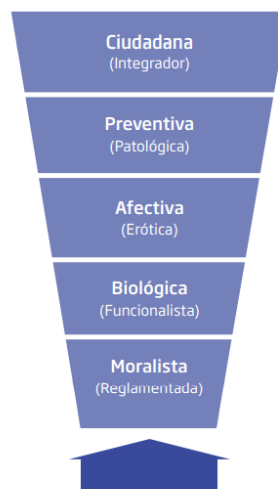 Ciudadana
(Integrador)
Preventiva
(Patológica)
Afectiva
(Erótica)
Biológica
(Funcionalista)
Moralista
(Reglamentada)